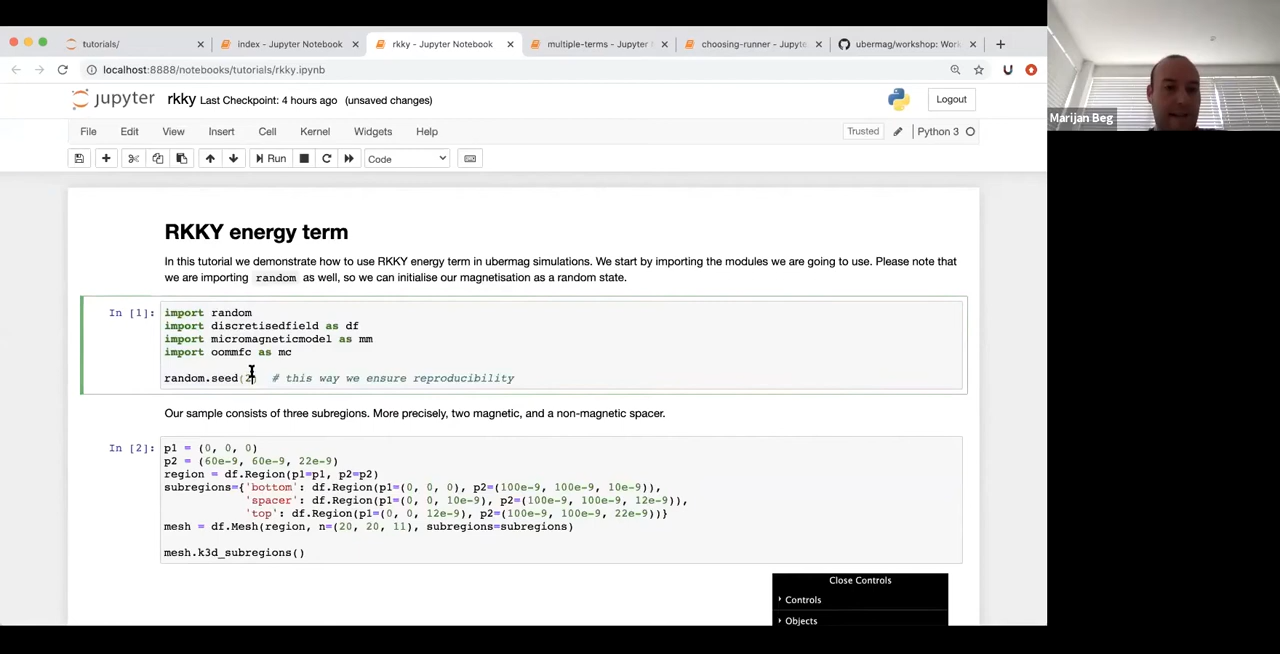 tutorials/
index - Jupyter Notebook
rkky - Jupyter Notebook
multiple-terms - Jupyter
choosing-runner - Jupyte
ubermag/workshop: Work
localhost:8888/notebooks/tutorials/rkky.ipynb
jupyter rkky Last Checkpoint: 4 hours ago (unsaved changes)
Logout
Marijan Beg
File Edit View Insert Cell Kernel Widgets Help
Trusted Python 3
Run Code
RKKY energy term
In this tutorial we demonstrate how to use RKKY energy term in ubermag simulations. We start by importing the modules we are going to use. Please note that
we are importing random as well, so we can initialise our magnetisation as a random state.
In [1]: import random
import discretisedfield as df
import micromagneticmodel as mm
import oommfc as mc
random.seed(2) # this way we ensure reproducibility
Our sample consists of three subregions. More precisely, two magnetic, and a non-magnetic spacer.
In [2]: p1 = (0, 0, 0)
p2 = (60e-9, 60e-9, 22e-9)
region = df.Region(p1=p1, p2=p2)
subregions={'bottom': df.Region(p1=(0, 0, 0), p2=(100e-9, 100e-9, 10e-9)),
'spacer': df.Region(p1=(0, 0, 10e-9), p2=(100e-9, 100e-9, 12e-9)),
'top': df.Region(p1=(0, 0, 12e-9), p2=(100e-9, 100e-9, 22e-9))}
mesh = df.Mesh(region, n=(20, 20, 11), subregions=subregions)
mesh.k3d_subregions()
Close Controls
Controls
Objects